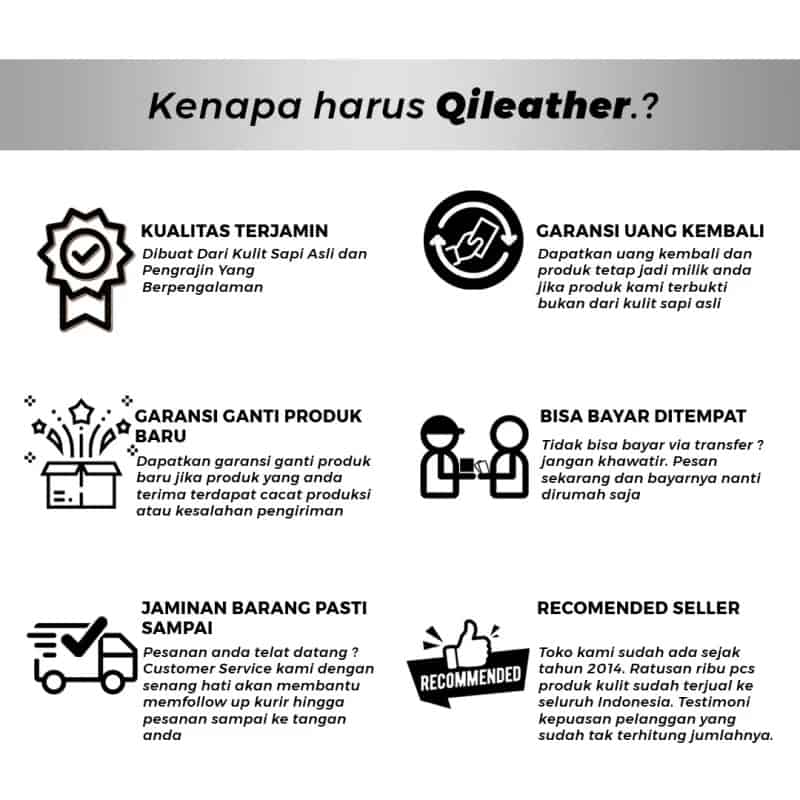 Kenapa harus Qileather.?
KUALITAS TERJAMIN
Dibuat Dari Kulit Sapi Asli dan
Pengrajin Yang
Berpengalaman
GARANSI UANG KEMBALI
Dapatkan uang kembali dan
produk tetap jadi milik anda
jika produk kami terbukti
bukan dari kulit sapi asli
GARANSI GANTI PRODUK
BARU
Dapatkan garansi ganti produk
baru jika produk yang anda
terima terdapat cacat produksi
atau kesalahan pengiriman
BISA BAYAR DITEMPAT
Tidak bisa bayar via transfer ?
jangan khawatir. Pesan
sekarang dan bayarnya nanti
dirumah saja
JAMINAN BARANG PASTI
SAMPAI
Pesanan anda telat datang ?
Customer Service kami dengan
senang hati akan membantu
memfollow up kurir hingga
pesanan sampai ke tangan
anda
RECOMMENDED
RECOMENDED SELLER
Toko kami sudah ada sejak
tahun 2014. Ratusan ribu pcs
produk kulit sudah terjual ke
seluruh Indonesia. Testimoni
kepuasan pelanggan yang
sudah tak terhitung jumlahnya.